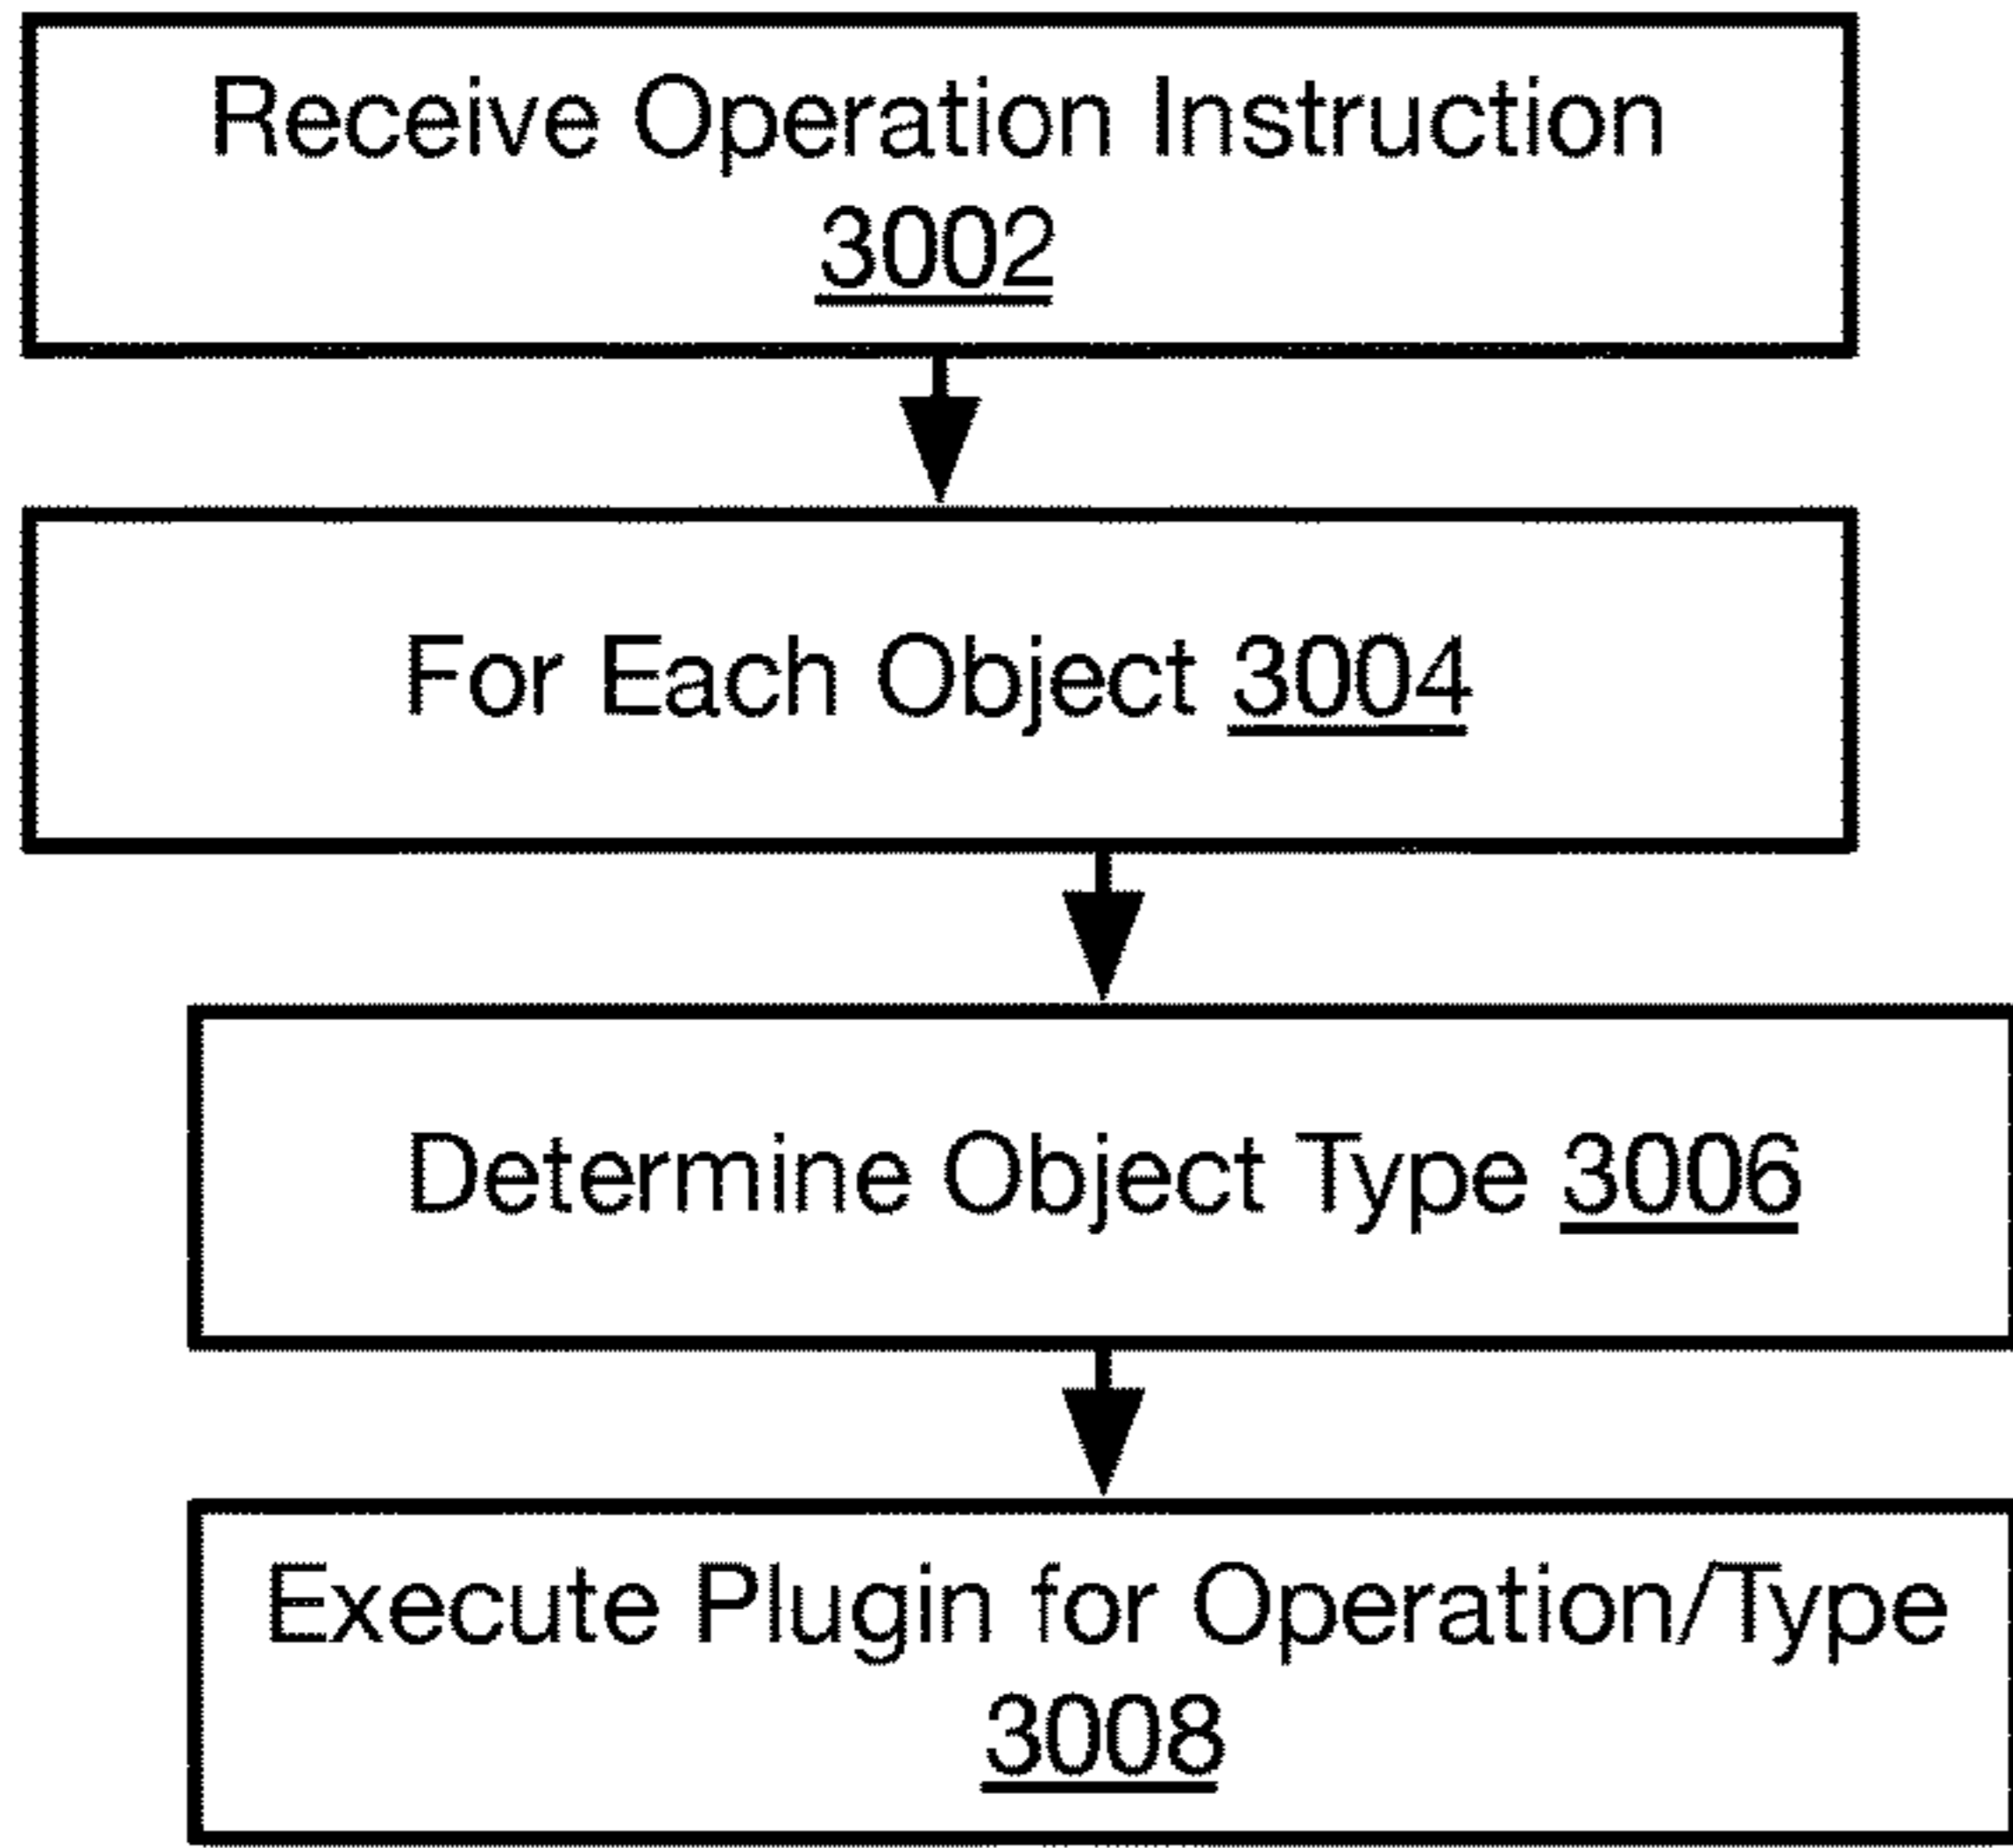 Receive Operation Instruction
3002
For Each Object 3004
Determine Object Type 3006
Execute Plugin for Operation/Type
3008